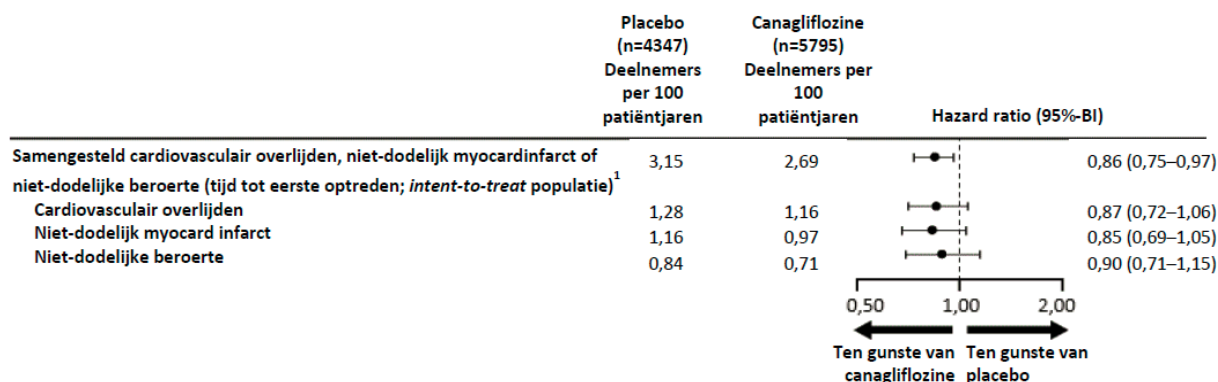 Placebo Canagliflozine
(n=4347) (n=5795)
Deelnemers Deelnemers per
per 100 100
patiëntjaren patiëntjaren Hazard ratio (95%-BI)
Samengesteld cardiovasculair overlijden, niet-dodelijk myocardinfarct of 3,15 2,69 0,86 (0,75–0,97)
niet-dodelijke beroerte (tijd tot eerste optreden; intent-to-treat populatie)1
Cardiovasculair overlijden 1,28 1,16 0,87 (0,72–1,06)
Niet-dodelijk myocard infarct 1,16 0,97 0,85 (0,69–1,05)
Niet-dodelijke beroerte 0,84 0,71 0,90 (0,71–1,15)
0,50 1,00 2,00
Ten gunste van Ten gunste van
canagliflozine placebo